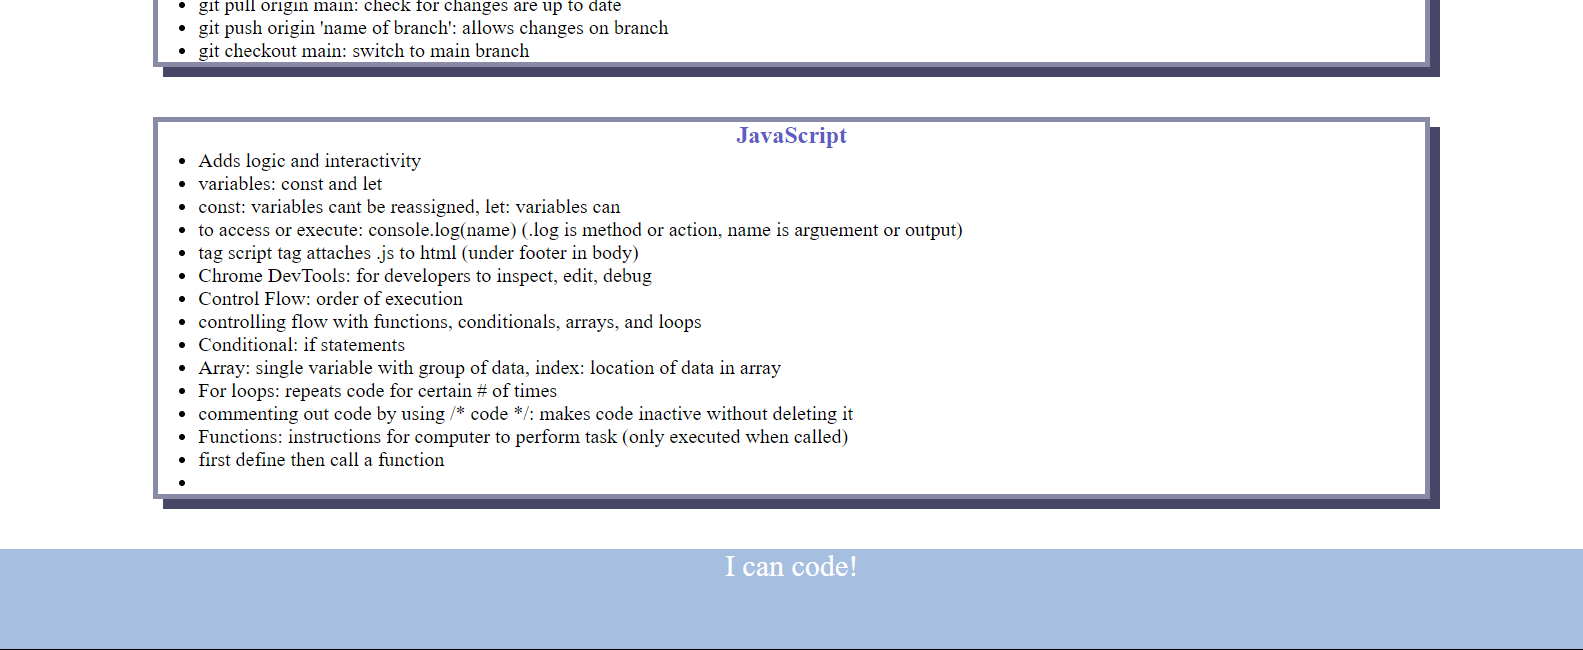 git pull origin main: check for changes are up to date
git push origin 'name of branch': allows changes on branch
git checkout main: switch to main branch
JavaScript
Adds logic and interactivity
variables: const and let
const: variables cant be reassigned, let: variables can
to access or execute: console.log(name) (.log is method or action, name is arguement or output)
tag script tag attaches .js to html (under footer in body)
Chrome DevTools: for developers to inspect, edit, debug
Control Flow: order of execution
controlling flow with functions, conditionals, arrays, and loops
Conditional: if statements
Array: single variable with group of data, index: location of data in array
For loops: repeats code for certain # of times
commenting out code by using /* code */: makes code inactive without deleting it
Functions: instructions for computer to perform task (only executed when called)
first define then call a function
I can code!